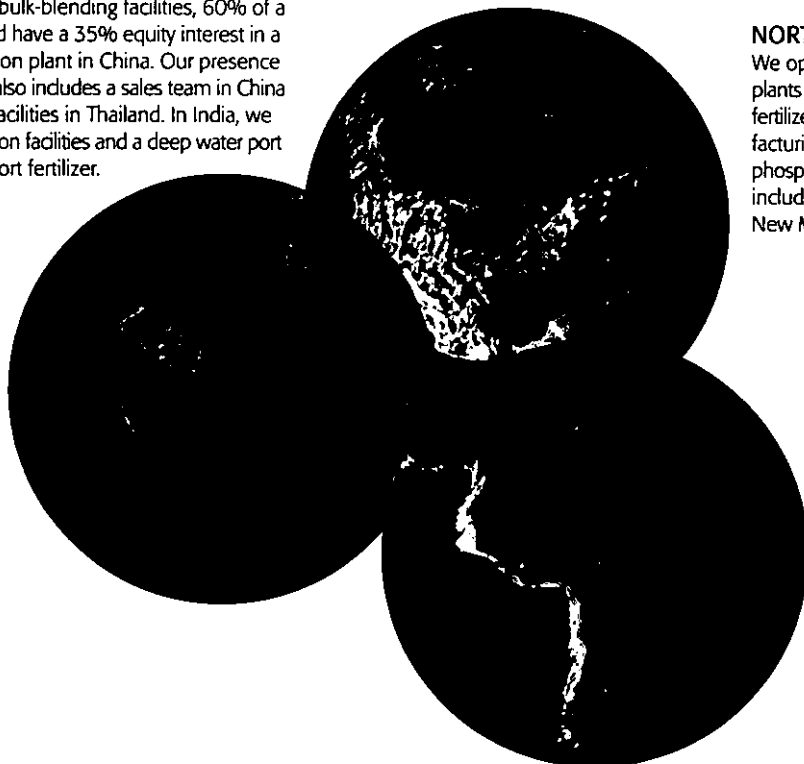 bulk-blending facilities, 60% of a
have a 35% equity interest in a
on plant in China. Our presence
also includes a sales team in China
acilities in Thailand. In India, we
on facilities and a deep water port
ort fertilizer.
NORT
We op
plants
fertilize
facturi
phosp
includ
New M